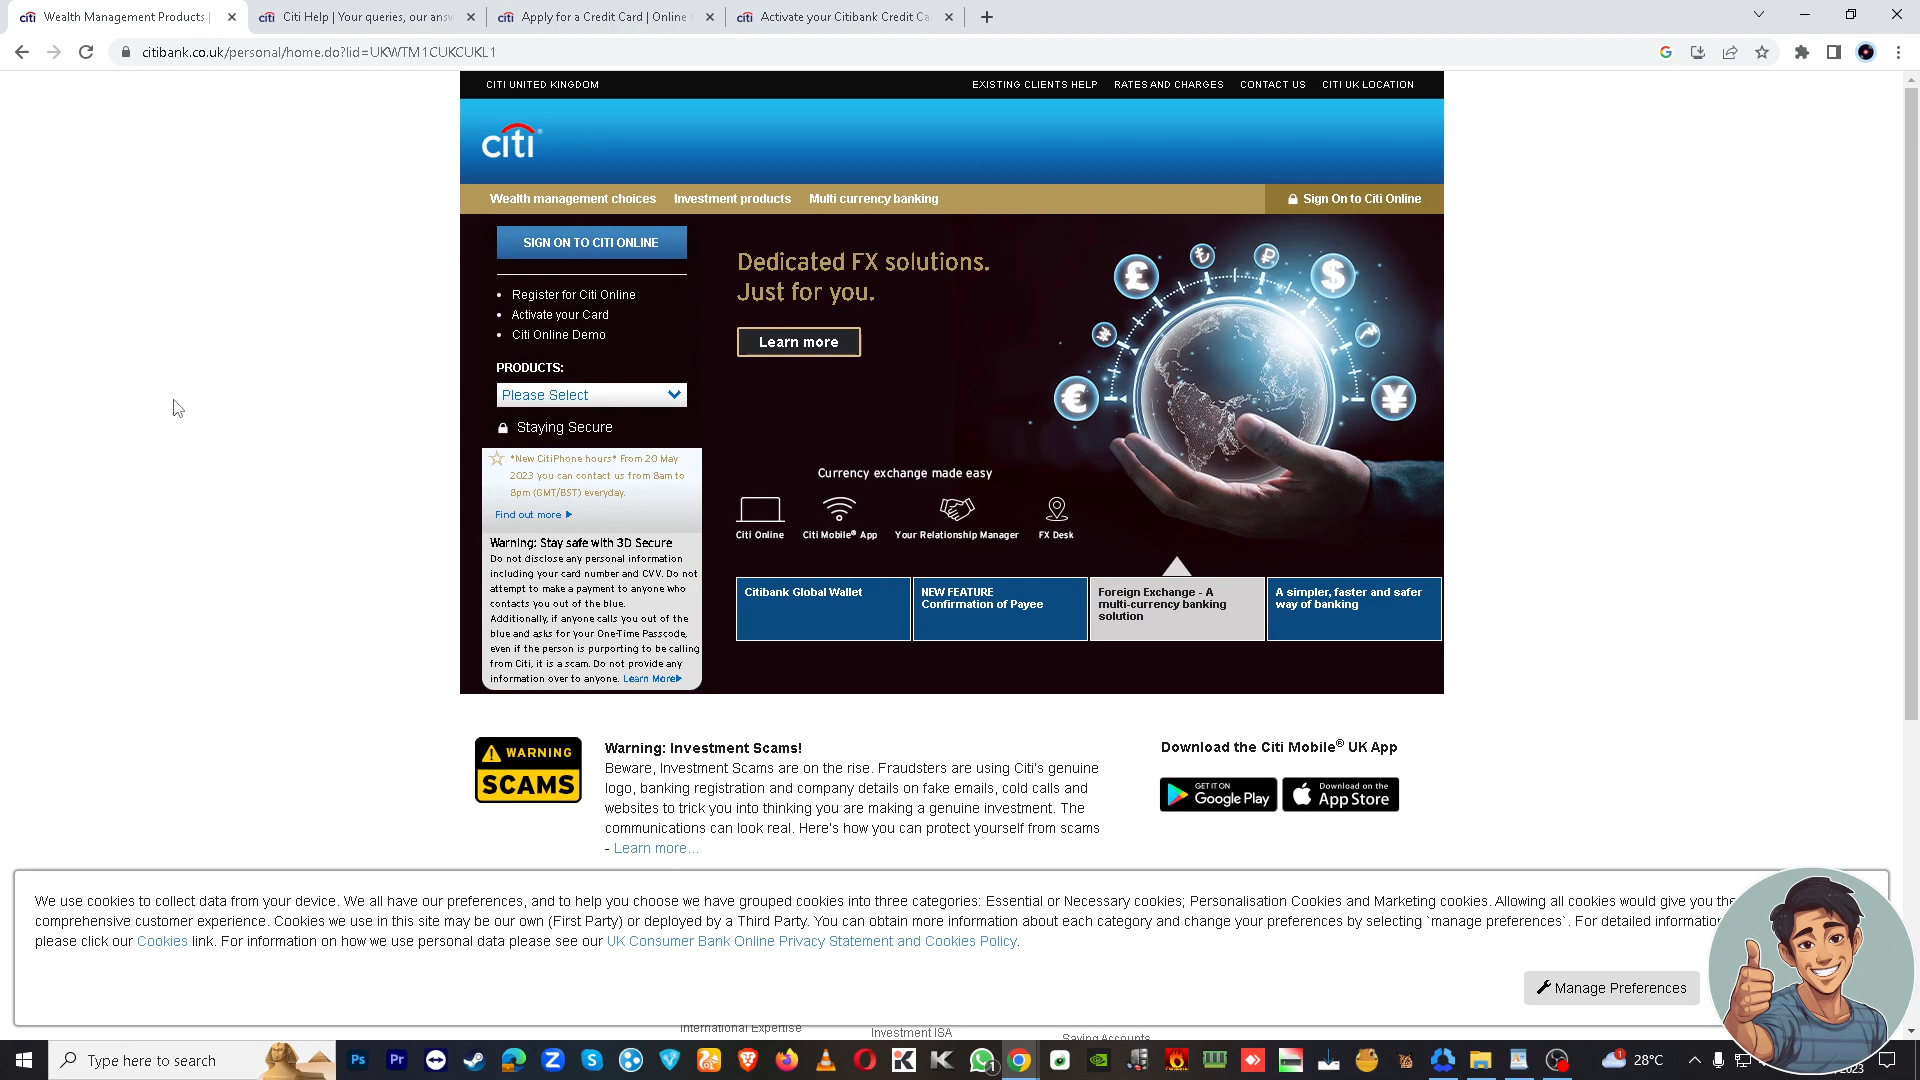 Wealth Management Products |
Citi Help | Your queries, our answ
Apply for a Credit Card | Online
Activate your Citibank Credit Ca
citibank.co.uk/personal/home.do?lid=UKWTM1CUKCUKL1
CITI UNITED KINGDOM
EXISTING CLIENTS HELP
RATES AND CHARGES
CONTACT US
CITI UK LOCATION
citi
Wealth management choices
Investment products
Multi currency banking
Sign On to Citi Online
SIGN ON TO CITI ONLINE
Register for Citi Online
Activate your Card
Citi Online Demo
PRODUCTS:
Please Select
Staying Secure
*New CitiPhone hours* From 20 May
2023 you can contact us from 8am to
8pm (GMT/BST) everyday.
Find out more
Warning: Stay safe with 3D Secure
Do not disclose any personal information
including your card number and CVV. Do not
attempt to make a payment to anyone who
contacts you out of the blue.
Additionally, if anyone calls you out of the
blue and asks for your One-Time Passcode,
even if the person is purporting to be calling
from Citi, it is a scam. Do not provide any
information over to anyone. Learn More
Dedicated FX solutions.
Just for you.
Learn more
Currency exchange made easy
Citi Online
Citi Mobile® App
Your Relationship Manager
FX Desk
Citibank Global Wallet
NEW FEATURE
Confirmation of Payee
Foreign Exchange - A
multi-currency banking
solution
A simpler, faster and safer
way of banking
WARNING
SCAMS
Warning: Investment Scams!
Beware, Investment Scams are on the rise. Fraudsters are using Citi's genuine
logo, banking registration and company details on fake emails, cold calls and
websites to trick you into thinking you are making a genuine investment. The
communications can look real. Here's how you can protect yourself from scams
- Learn more...
Download the Citi Mobile® UK App
GET IT ON
Google Play
Download on the
App Store
We use cookies to collect data from your device. We all have our preferences, and to help you choose we have grouped cookies into three categories: Essential or Necessary cookies; Personalisation Cookies and Marketing cookies. Allowing all cookies would give you the
comprehensive customer experience. Cookies we use in this site may be our own (First Party) or deployed by a Third Party. You can obtain more information about each category and change your preferences by selecting `manage preferences`. For detailed information
please click our Cookies link. For information on how we use personal data please see our UK Consumer Bank Online Privacy Statement and Cookies Policy.
Manage Preferences
International Expertise
Investment ISA
Saving Accounts
Type here to search
28°C
2023